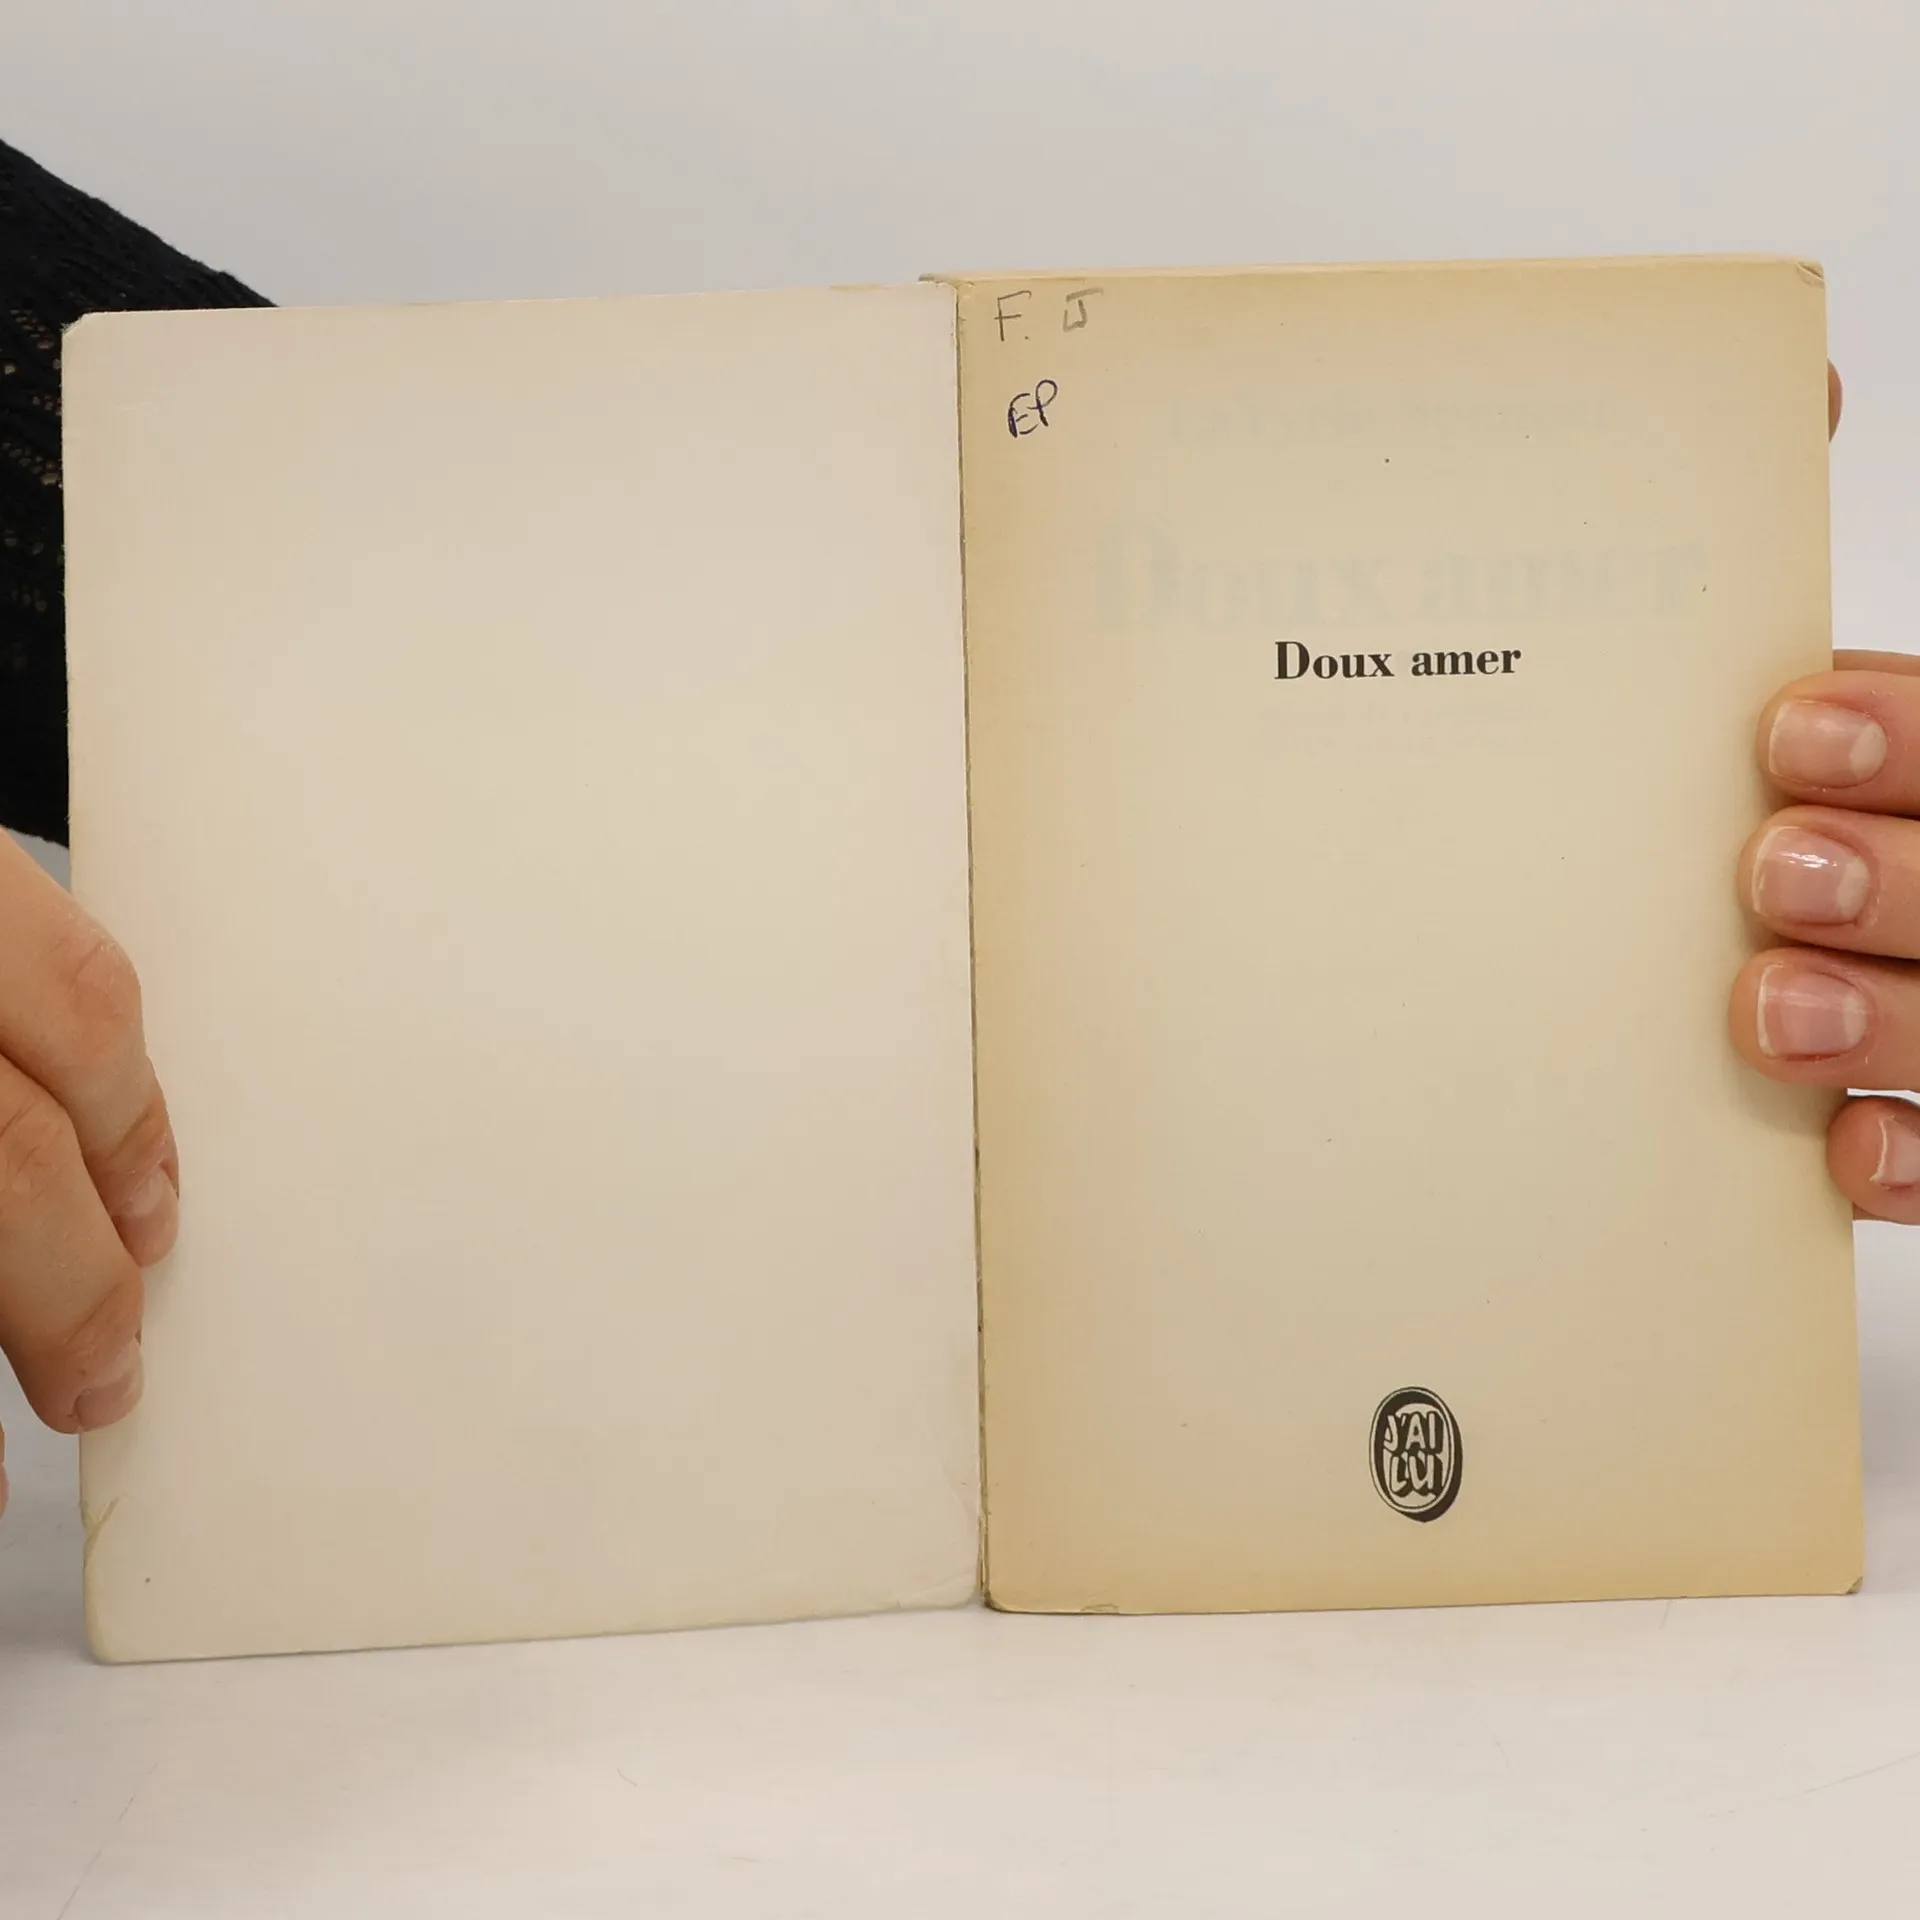 F. J
EP
Doux amer
J'AI
LU